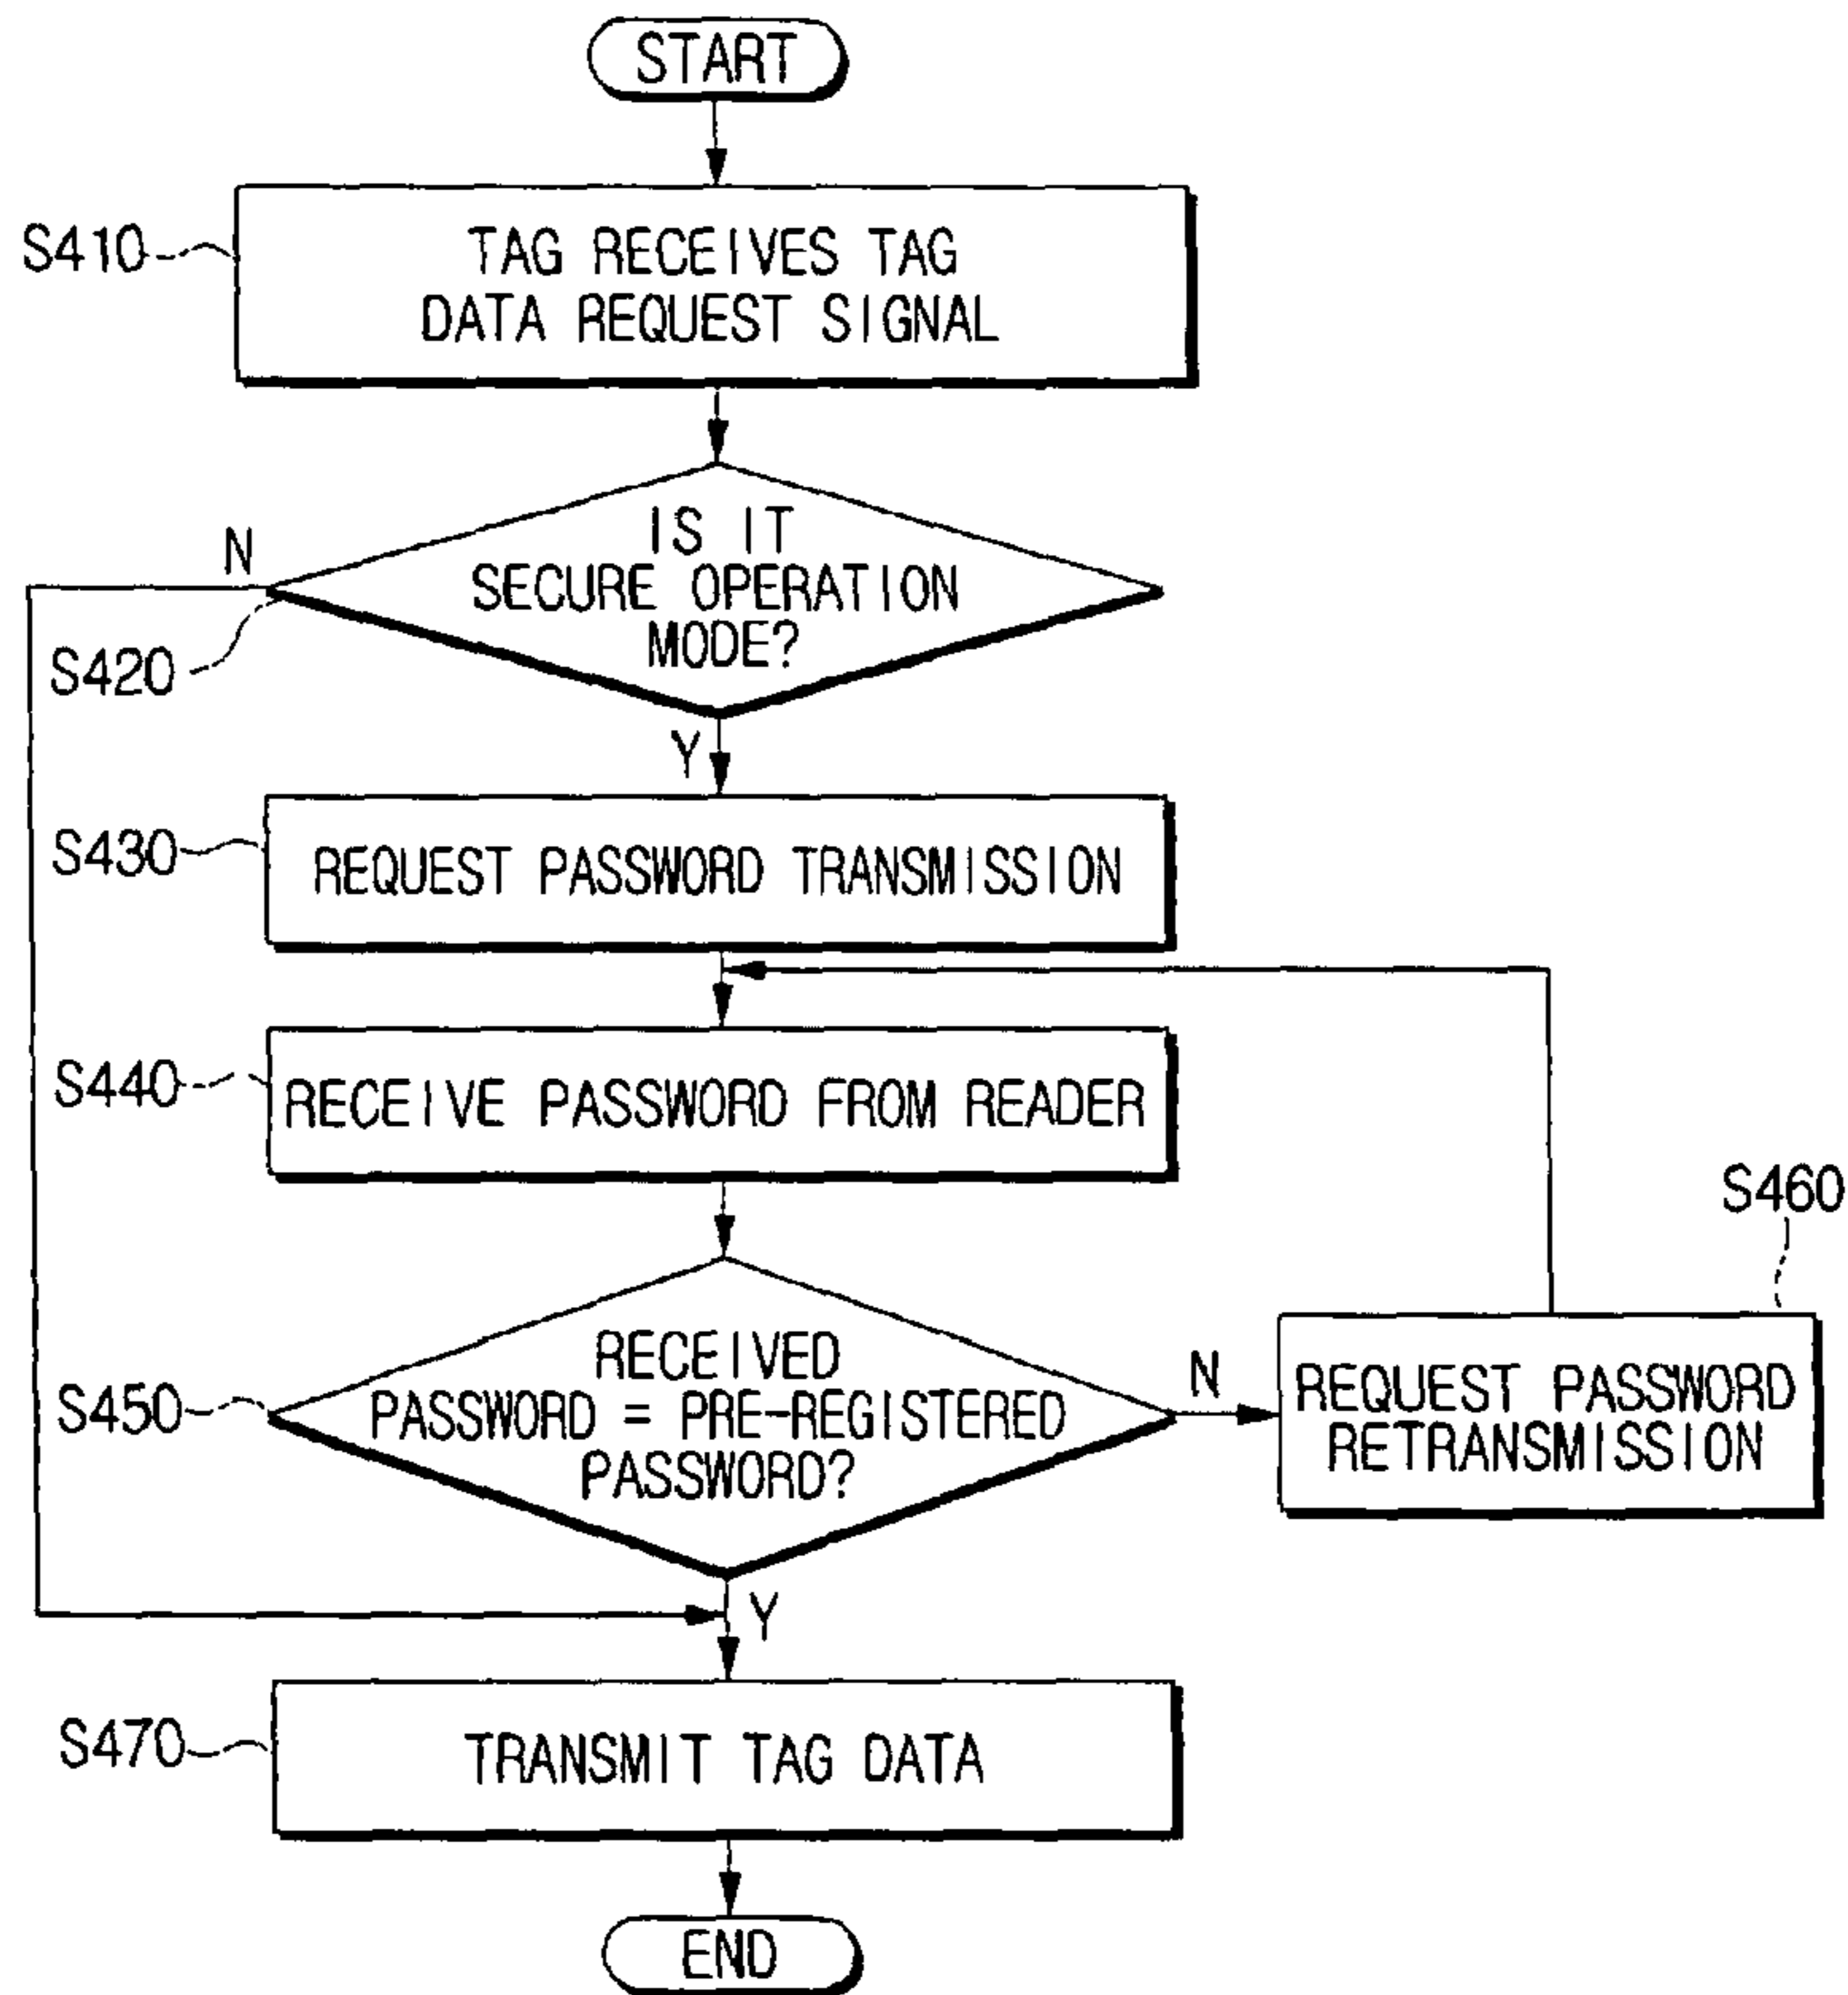 START
S410
TAG RECEIVES TAG
DATA REQUEST SIGNAL
N
IS IT
SECURE OPERATION
MODE?
S420
Y
S430
REQUEST PASSWORD TRANSMISSION
S440
RECEIVE PASSWORD FROM READER
S460
S450
RECEIVED
PASSWORD = PRE-REGISTERED
PASSWORD?
N
REQUEST PASSWORD
RETRANSMISSION
Y
S470
TRANSMIT TAG DATA
END